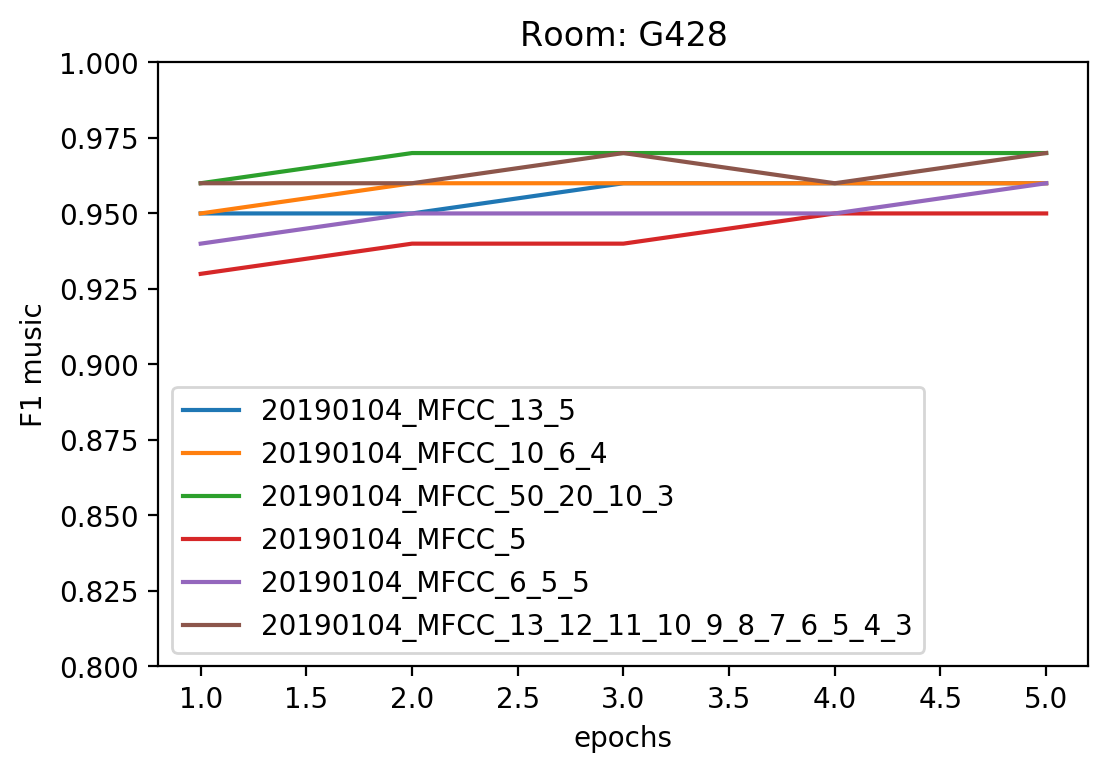 Room: G428
1.000
0.975
0.950
0.925
0.900
0.875
0.850
0.825
0.800
F1 music
20190104_MFCC_13_5
20190104_MFCC_10_6_4
20190104_MFCC_50_20_10_3
20190104_MFCC_5
20190104_MFCC_6_5_5
20190104_MFCC_13_12_11_10_9_8_7_6_5_4_3
1.0 1.5 2.0 2.5 3.0 3.5 4.0 4.5 5.0
epochs